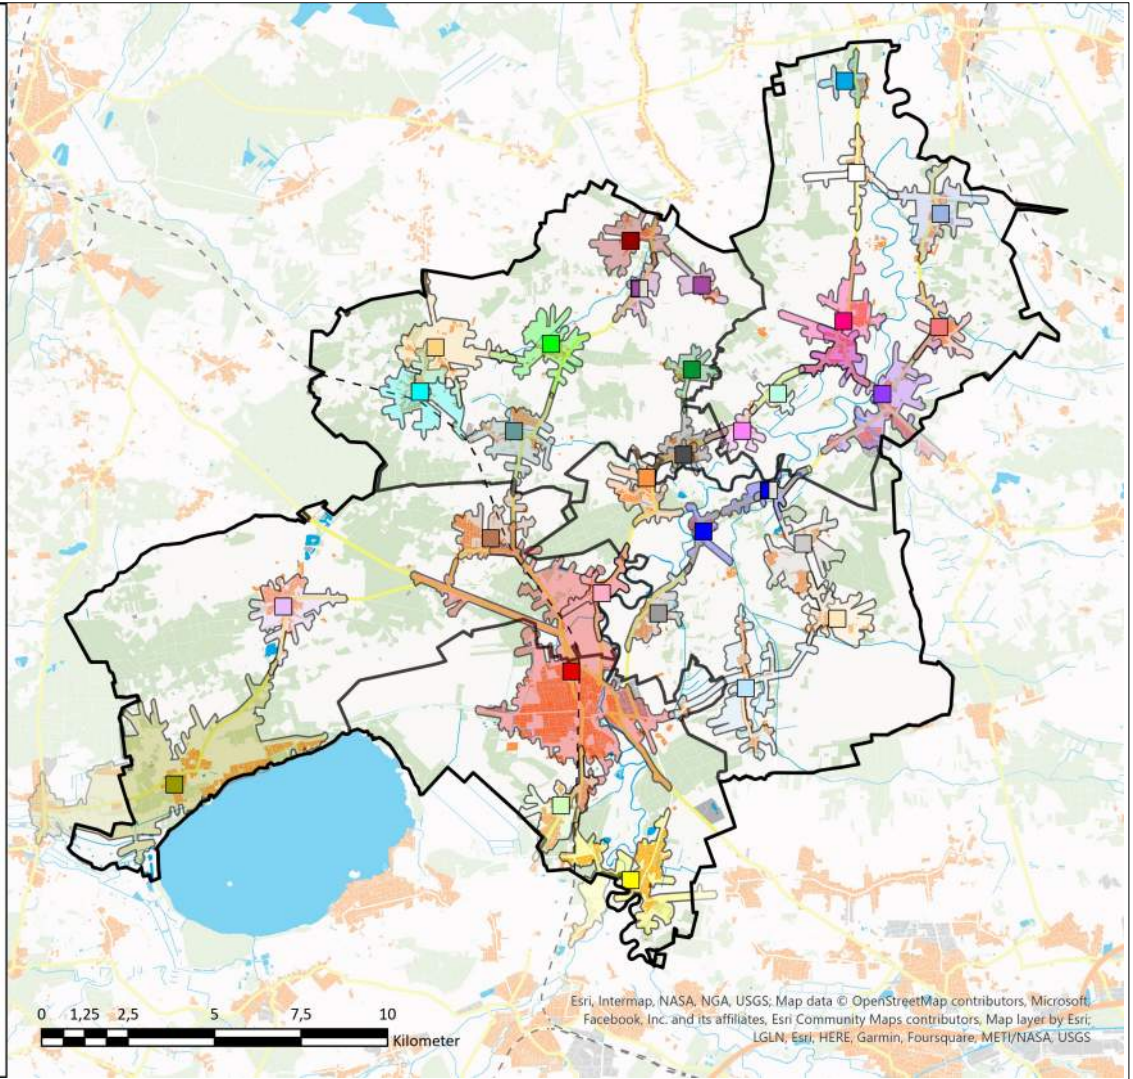 0 1,25 2,5 5 7,5 10
Kilometer
Esri, Intermap, NASA, NGA, USGS; Map data © OpenStreetMap contributors, Microsoft,
Facebook, Inc. and its affiliates, Esri Community Maps contributors, Map layer by Esri;
LGLN, Esri, HERE, Garmin, Foursquare, METI/NASA, USGS